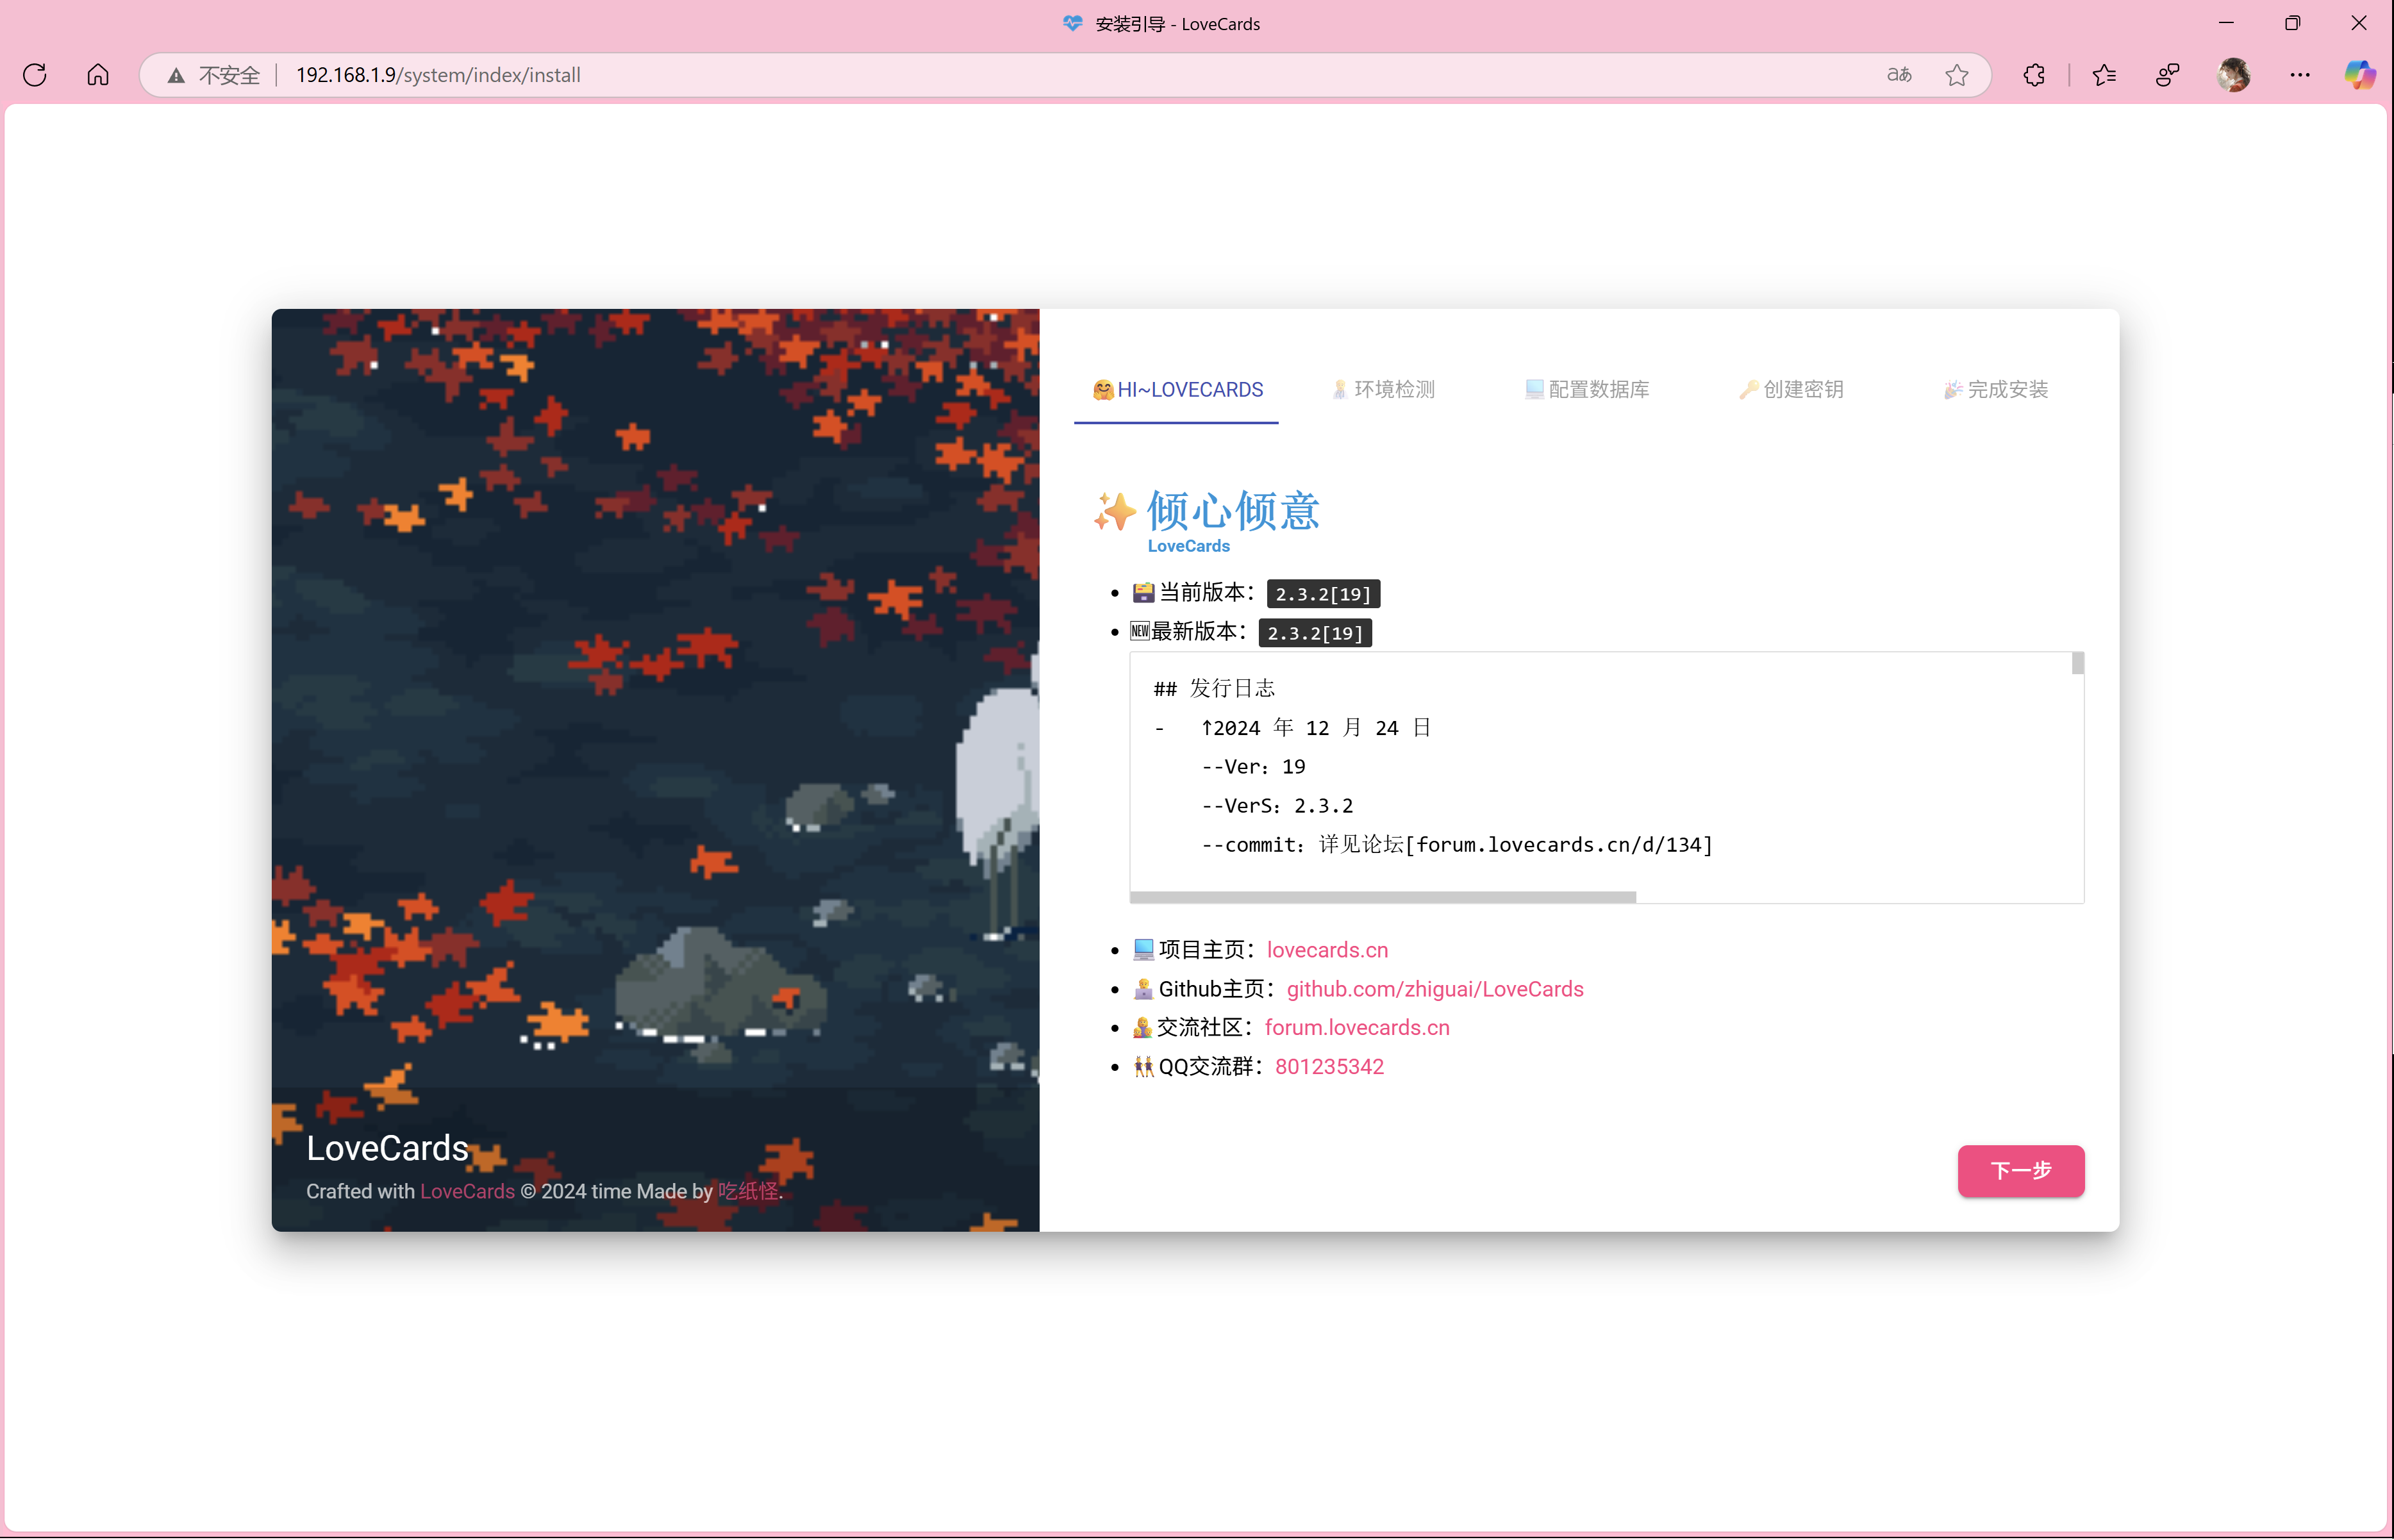 安装引导 - LoveCards
不安全
192.168.1.9/system/index/install
aあ
🤗HI~LOVECARDS
环境检测
💻配置数据库
🔑创建密钥
🎉完成安装
✨倾心倾意
LoveCards
🗃️当前版本：2.3.2[19]
🆕最新版本：2.3.2[19]
## 发行日志
- ↑2024 年 12 月 24 日
--Ver：19
--VerS：2.3.2
--commit：详见论坛[forum.lovecards.cn/d/134]
💻项目主页：lovecards.cn
Github主页：github.com/zhiguai/LoveCards
交流社区：forum.lovecards.cn
👯QQ交流群：801235342
下一步
LoveCards
Crafted with LoveCards © 2024 time Made by 吃纸怪.